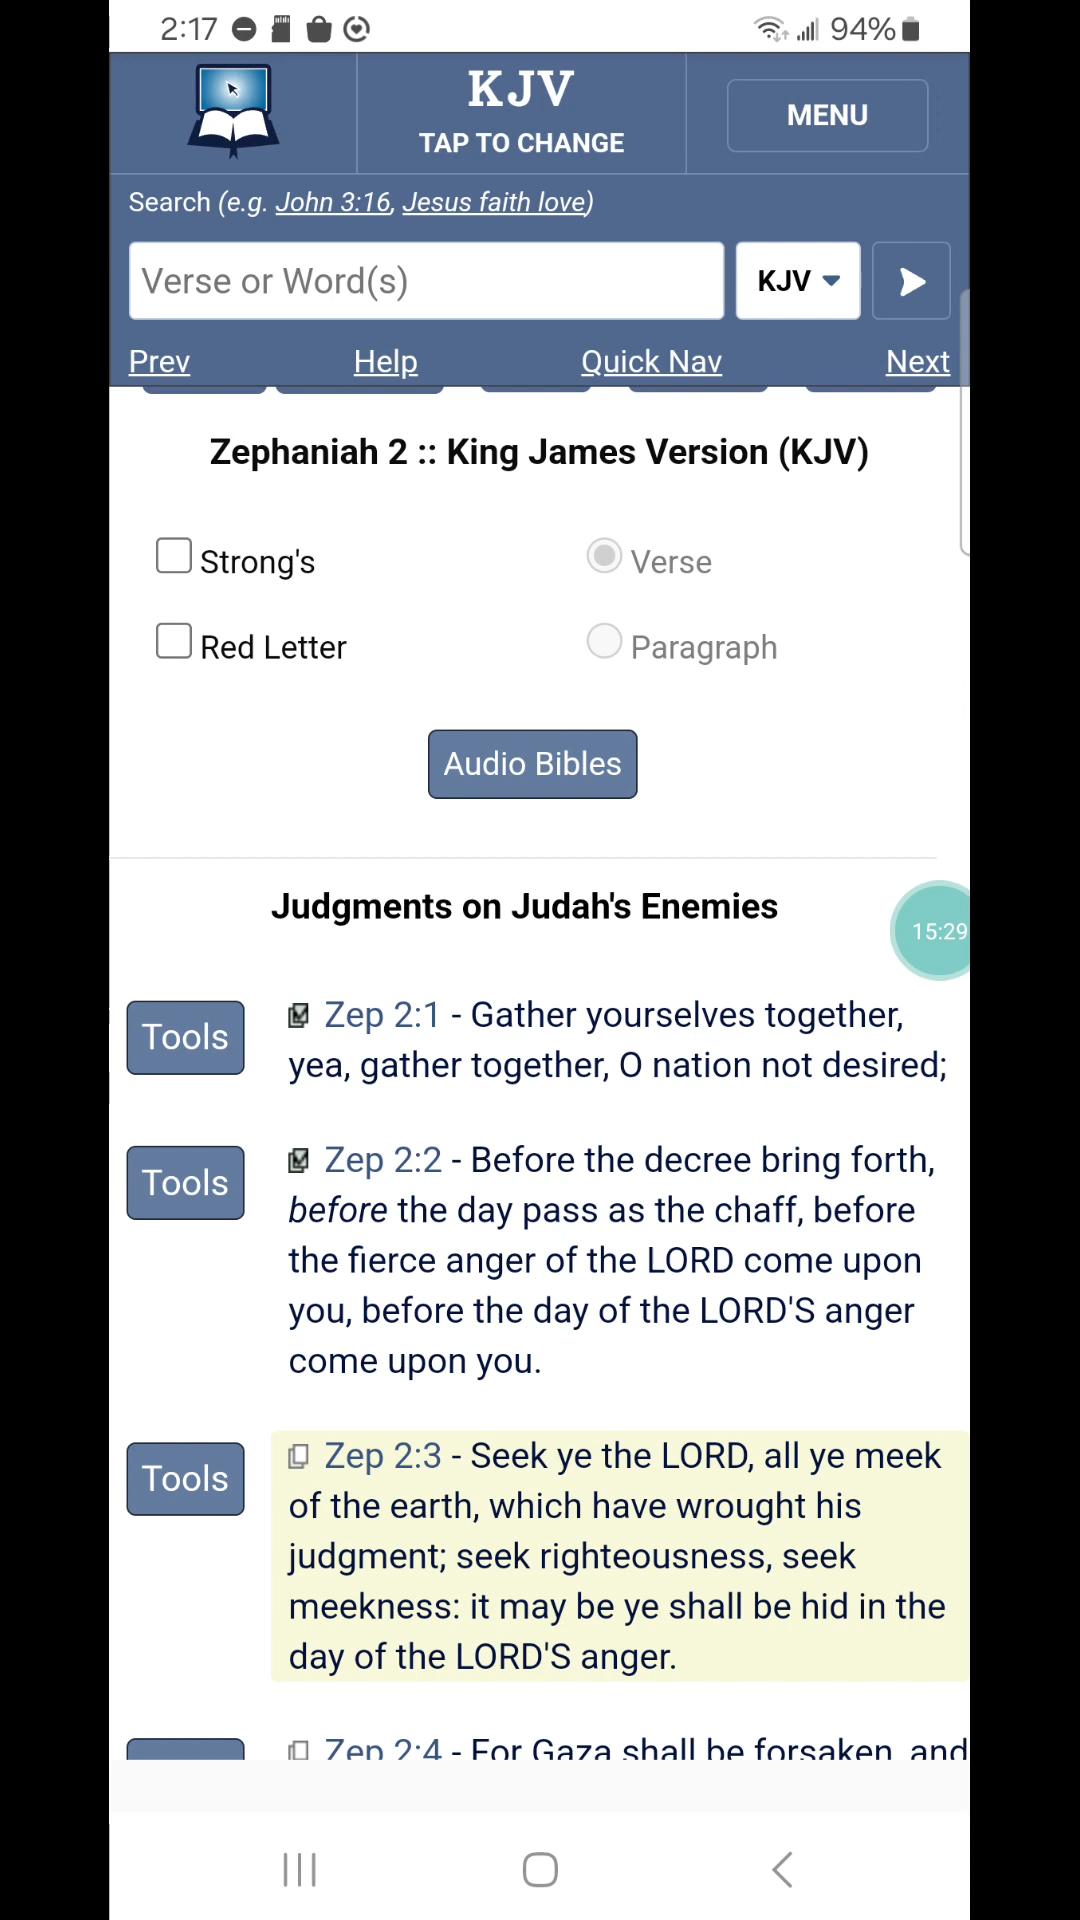 2:17 94%
KJV
TAP TO CHANGE
MENU
Search (e.g. John 3:16, Jesus faith love)
Verse or Word(s) KJV
Prev Help Quick Nav Next
Zephaniah 2 :: King James Version (KJV)
Strong's Verse
Red Letter Paragraph
Audio Bibles
Judgments on Judah's Enemies
15:29
Tools Zep 2:1 - Gather yourselves together,
yea, gather together, O nation not desired;
Tools Zep 2:2 - Before the decree bring forth,
before the day pass as the chaff, before
the fierce anger of the LORD come upon
you, before the day of the LORD'S anger
come upon you.
Tools Zep 2:3 - Seek ye the LORD, all ye meek
of the earth, which have wrought his
judgment; seek righteousness, seek
meekness: it may be ye shall be hid in the
day of the LORD'S anger.
Zep 2:4 - For Gaza shall be forsaken, and